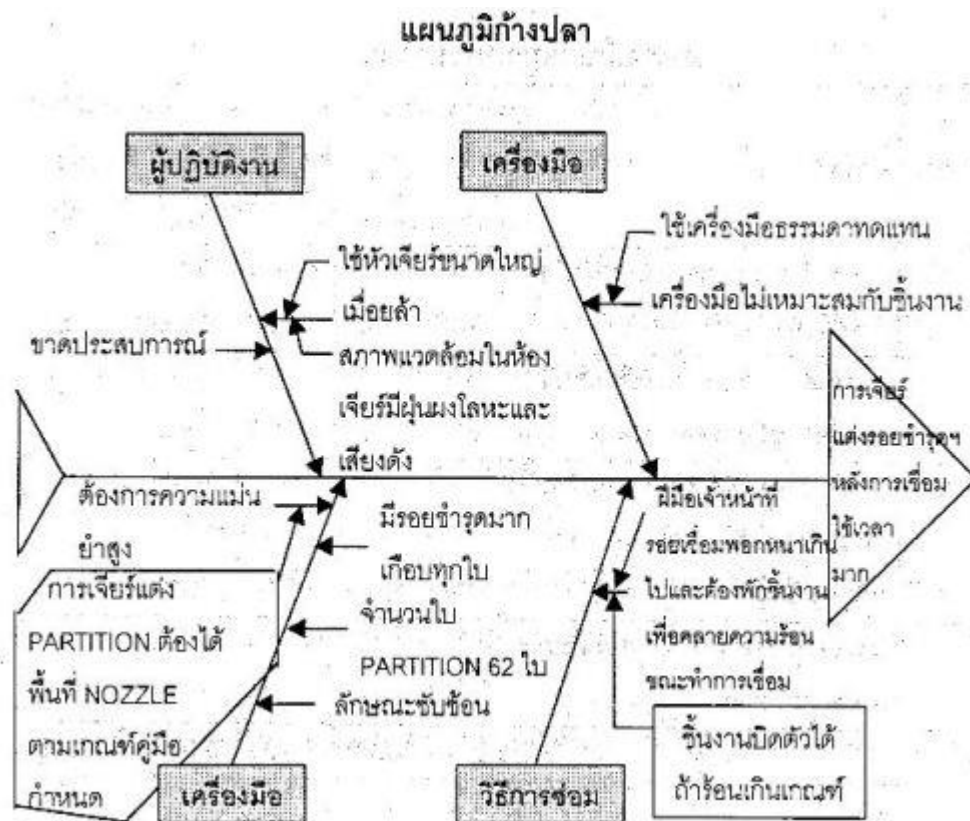 แผนภูมิก้างปลา
ผู้ปฏิบัติงาน
เครื่องมือ
ใช้หัวเจียร์ขนาดใหญ่
เมื่อยล้า
ขาดประสบการณ์
สภาพแวดล้อมในห้อง
เจียร์มีฝุ่นผงโลหะและ
เสียงดัง
ใช้เครื่องมือธรรมดาทดแทน
เครื่องมือไม่เหมาะสมกับชิ้นงาน
การเจียร์
แต่งรอยชำรุดฯ
หลังการเชื่อม
ใช้เวลา
มาก
ต้องการความแม่น
ยำสูง
การเจียร์แต่ง
PARTITION ต้องได้
พื้นที่ NOZZLE
ตามเกณฑ์คู่มือ
กำหนด
มีรอยชำรุดมาก
เกือบทุกใบ
จำนวนใบ
PARTITION 62 ใบ
ลักษณะซับซ้อน
เครื่องมือ
ฝีมือเจ้าหน้าที่
รอยเชื่อมพอกหนาเกิน
ไปและต้องพักชิ้นงาน
เพื่อคลายความร้อน
ขณะทำการเชื่อม
ชิ้นงานบิดตัวได้
ถ้าร้อนเกินเกณฑ์
วิธีการซ่อม